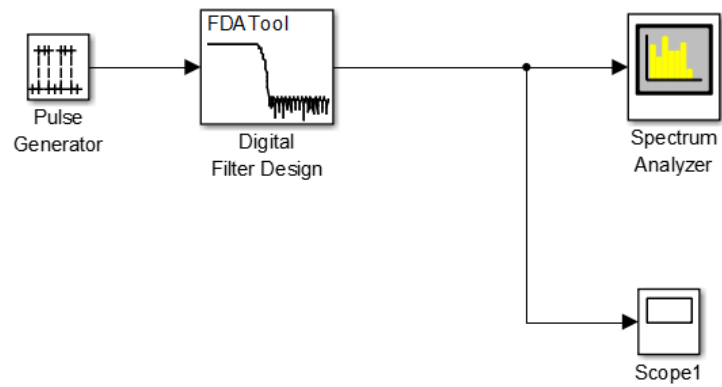 FDATool
Pulse
Generator
Digital
Filter Design
Spectrum
Analyzer
Scope1